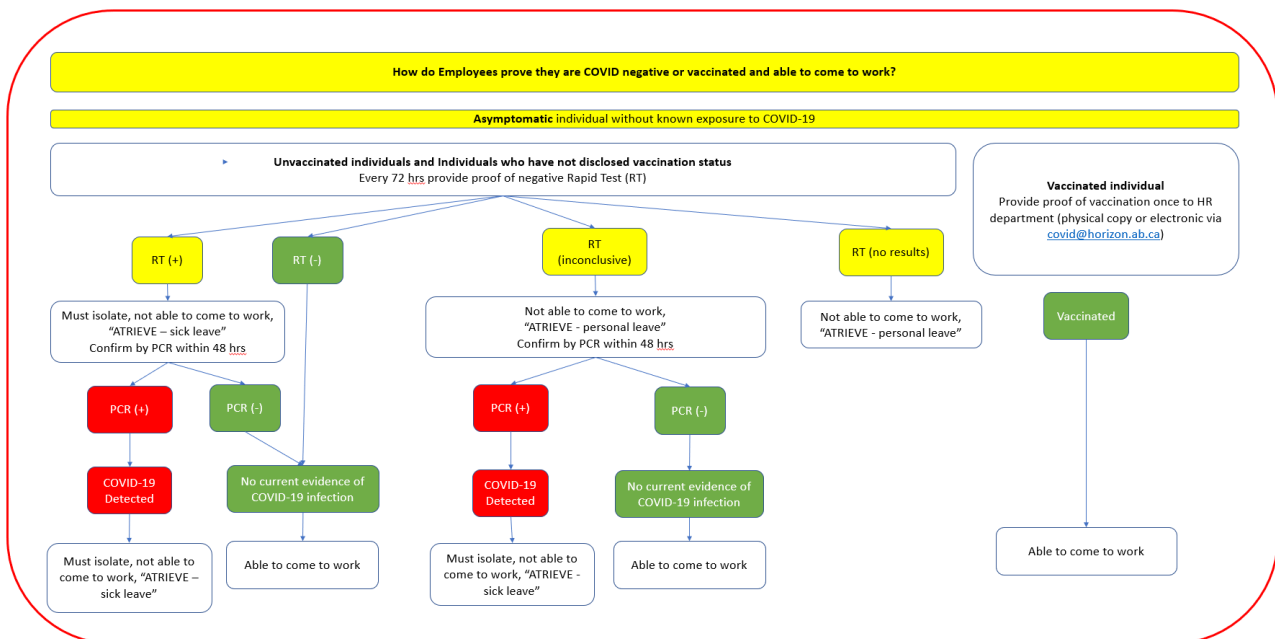 How do Employees prove they are COVID negative or vaccinated and able to come to work?
Asymptomatic individual without known exposure to COVID-19
Unvaccinated individuals and Individuals who have not disclosed vaccination status
Every 72 hrs provide proof of negative Rapid Test (RT)
Vaccinated individual
Provide proof of vaccination once to HR
department (physical copy or electronic via
covid@horizon.ab.ca)
RT (+)
RT (-)
RT
(inconclusive)
RT (no results)
Must isolate, not able to come to work,
“ATRIEVE – sick leave”
Confirm by PCR within 48 hrs
Not able to come to work,
“ATRIEVE - personal leave”
Confirm by PCR within 48 hrs
Not able to come to work,
“ATRIEVE - personal leave”
Vaccinated
PCR (+)
PCR (-)
PCR (+)
PCR (-)
COVID-19
Detected
No current evidence of
COVID-19 infection
COVID-19
Detected
No current evidence of
COVID-19 infection
Must isolate, not able to
come to work, “ATRIEVE –
sick leave”
Able to come to work
Must isolate, not able to
come to work, “ATRIEVE -
sick leave”
Able to come to work
Able to come to work